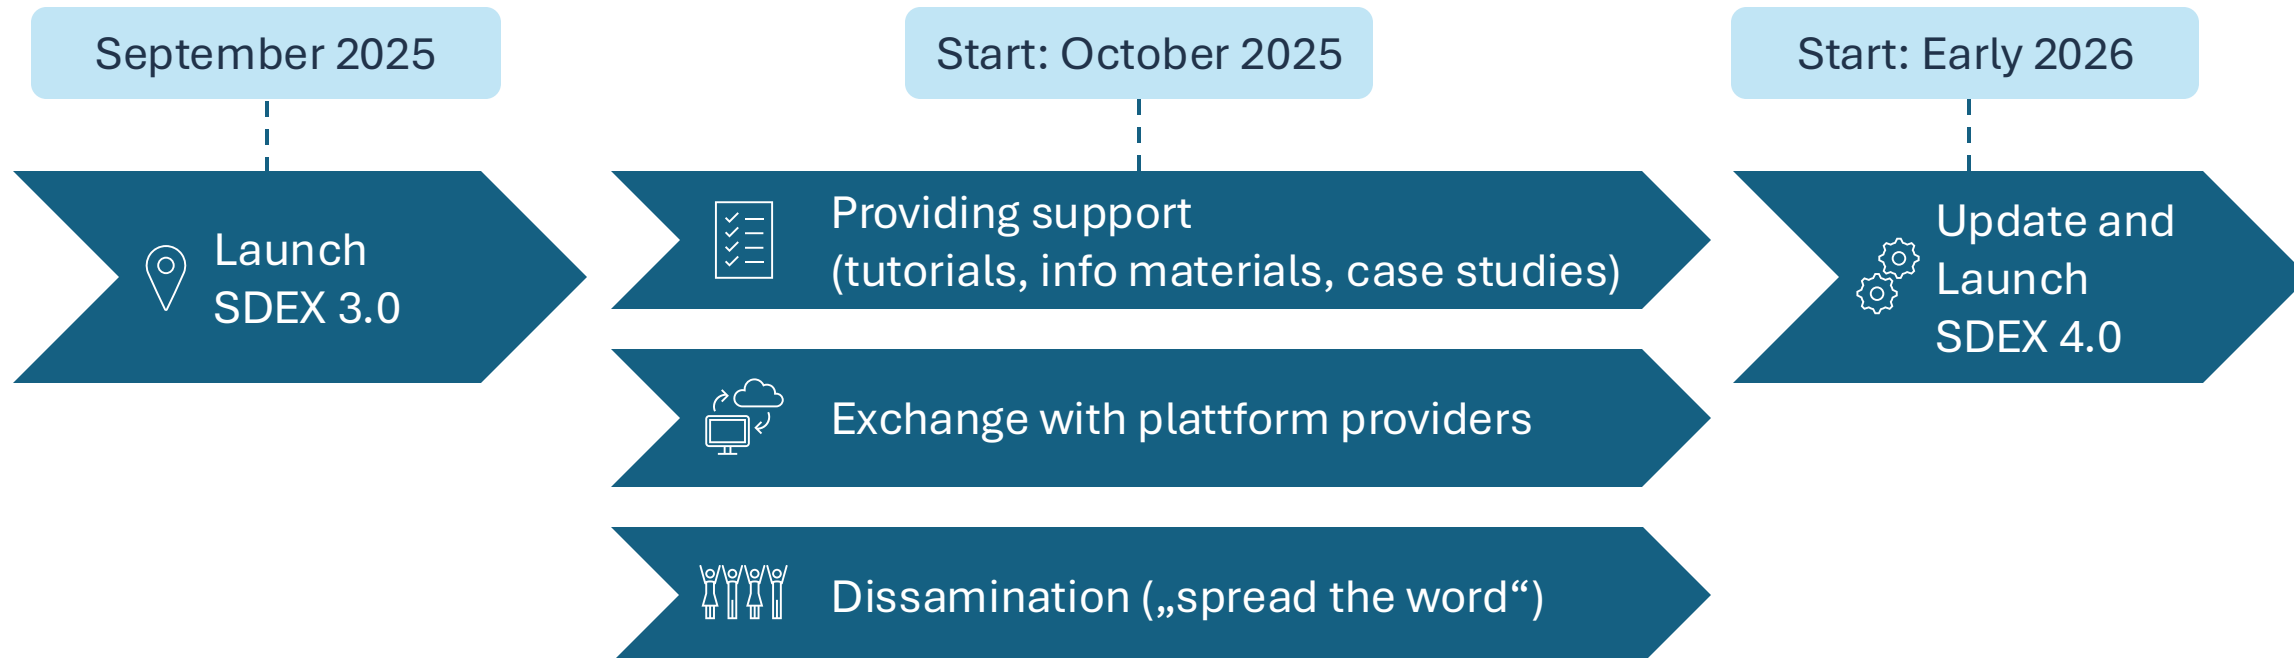 September 2025
Start: October 2025
Start: Early 2026
Launch
SDEX 3.0
Providing support
(tutorials, info materials, case studies)
Exchange with plattform providers
Dissamination („spread the word“)
Update and
Launch
SDEX 4.0